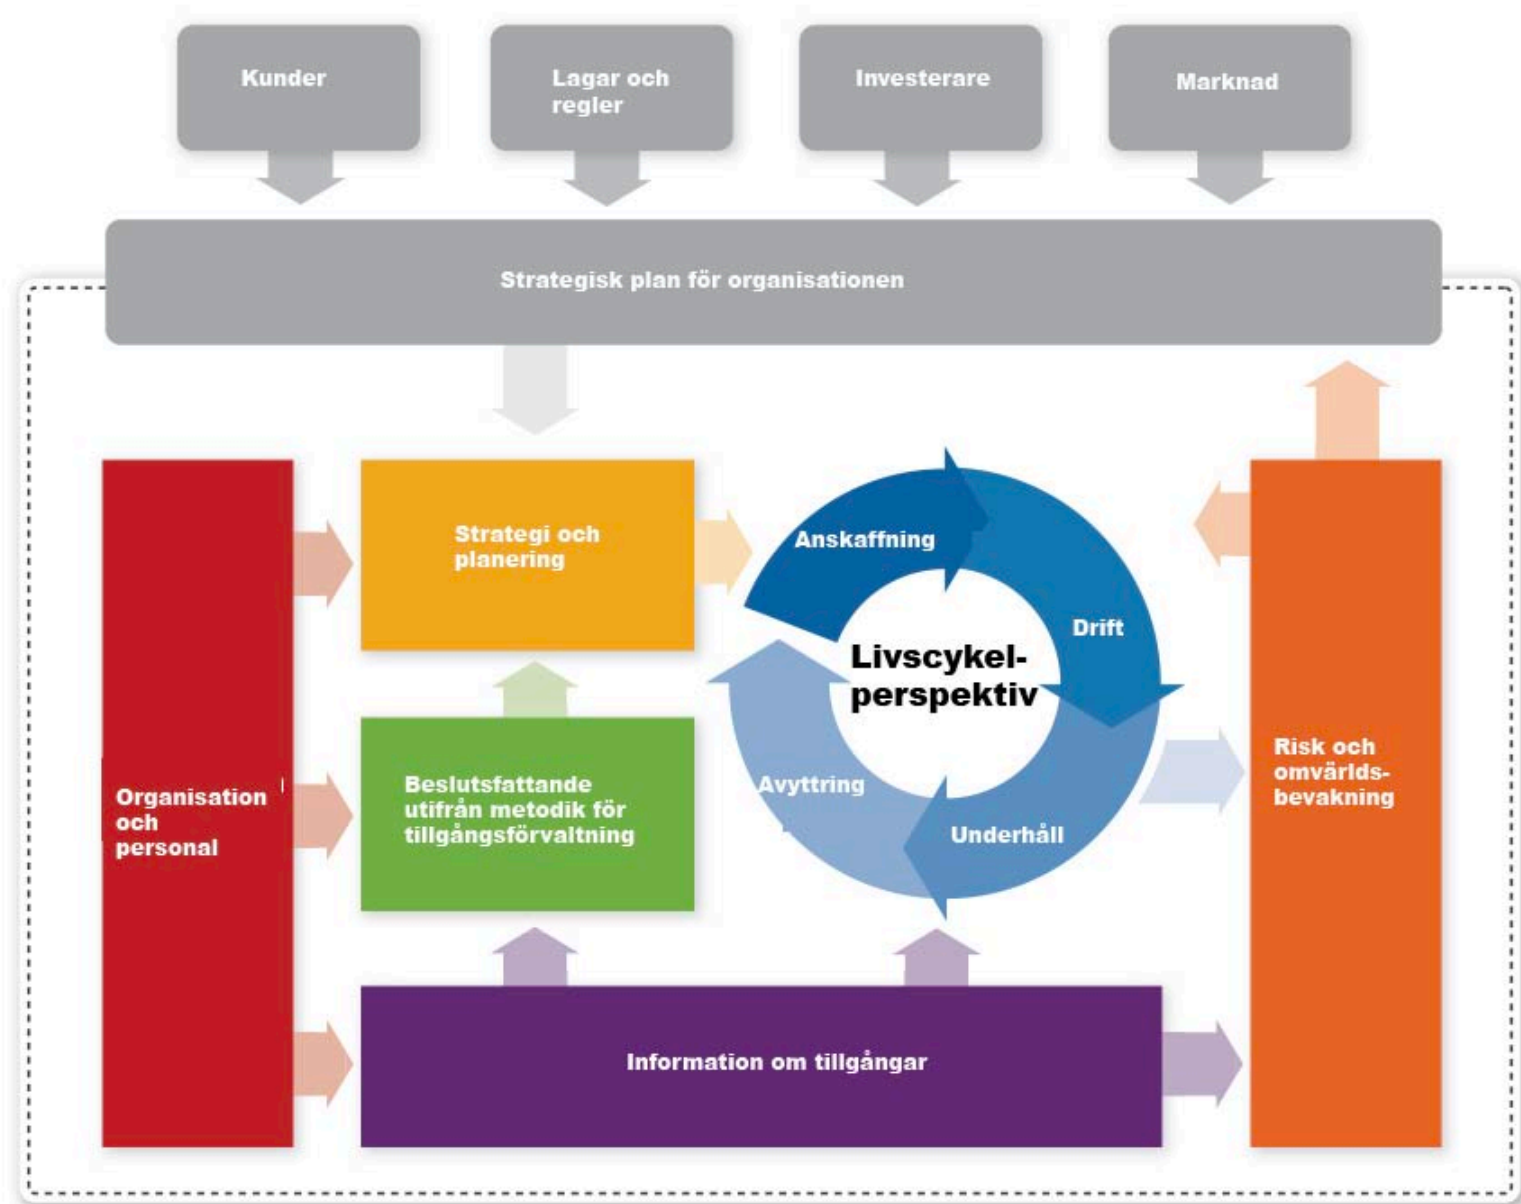 Kunder
Lagar och
regler
Investerare
Marknad
Strategisk plan för organisationen
Strategi och
planering
Anskaffning
Drift
Livscykel-
perspektiv
Organisation
och
personal
Beslutsfattande
utifrån metodik för
tillgångsförvaltning
Avyttring
Underhåll
Risk och
omvärlds-
bevakning
Information om tillgångar